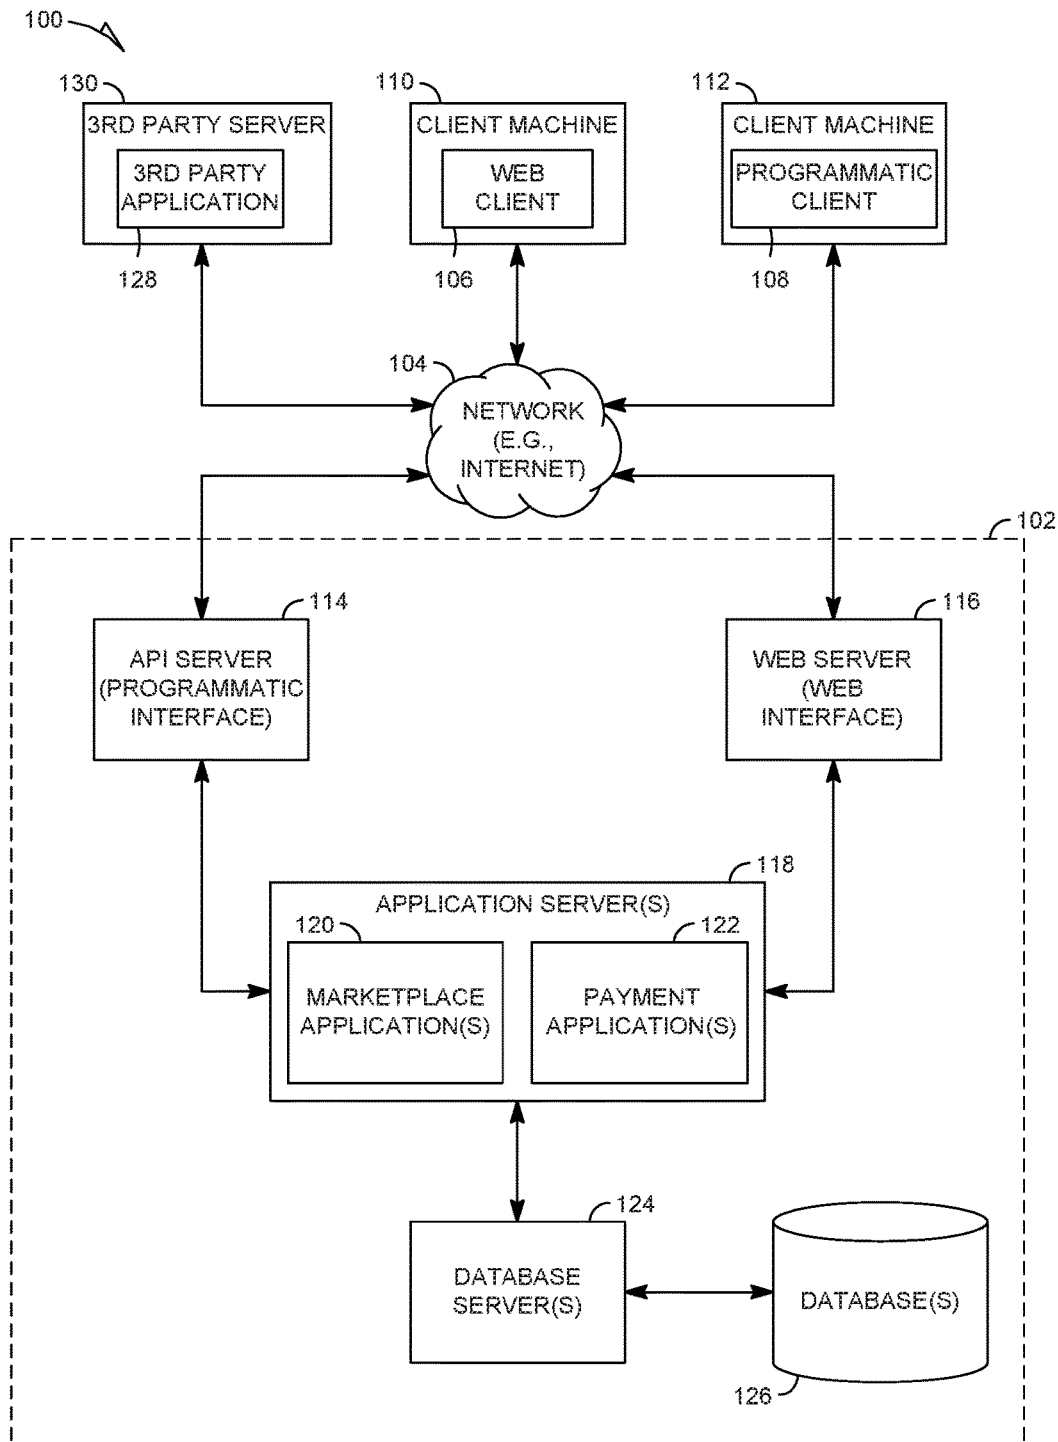 100
130
110
112
3RD PARTY SERVER
CLIENT MACHINE
CLIENT MACHINE
3RD PARTY
APPLICATION
WEB
CLIENT
PROGRAMMATIC
CLIENT
128
106
108
104
NETWORK
(E.G.,
INTERNET)
102
114
116
API SERVER
(PROGRAMMATIC
INTERFACE)
WEB SERVER
(WEB
INTERFACE)
118
APPLICATION SERVER(S)
120
122
MARKETPLACE
APPLICATION(S)
PAYMENT
APPLICATION(S)
124
DATABASE
SERVER(S)
DATABASE(S)
126